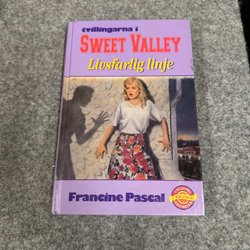 tvillingarna i
SWEET VALLEY
Livsfarlig linje
Francine Pascal